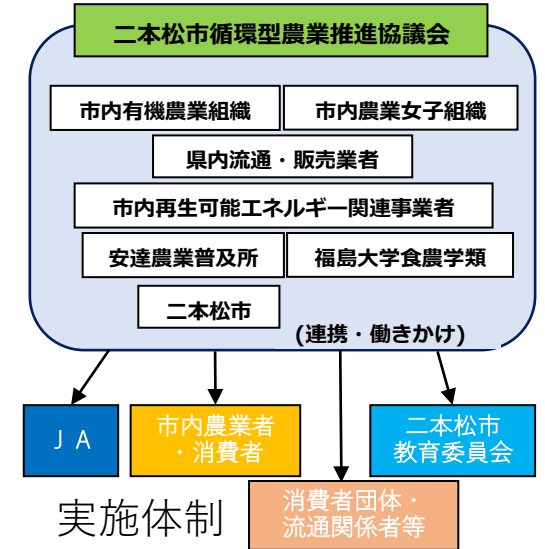 二本松市循環型農業推進協議会
市内有機農業組織
市内農業女子組織
県内流通・販売業者
市内再生可能エネルギー関連事業者
安達農業普及所
福島大学食農学類
二本松市
(連携・働きかけ)
ＪＡ
市内農業者
・消費者
二本松市
教育委員会
消費者団体・
流通関係者等
実施体制